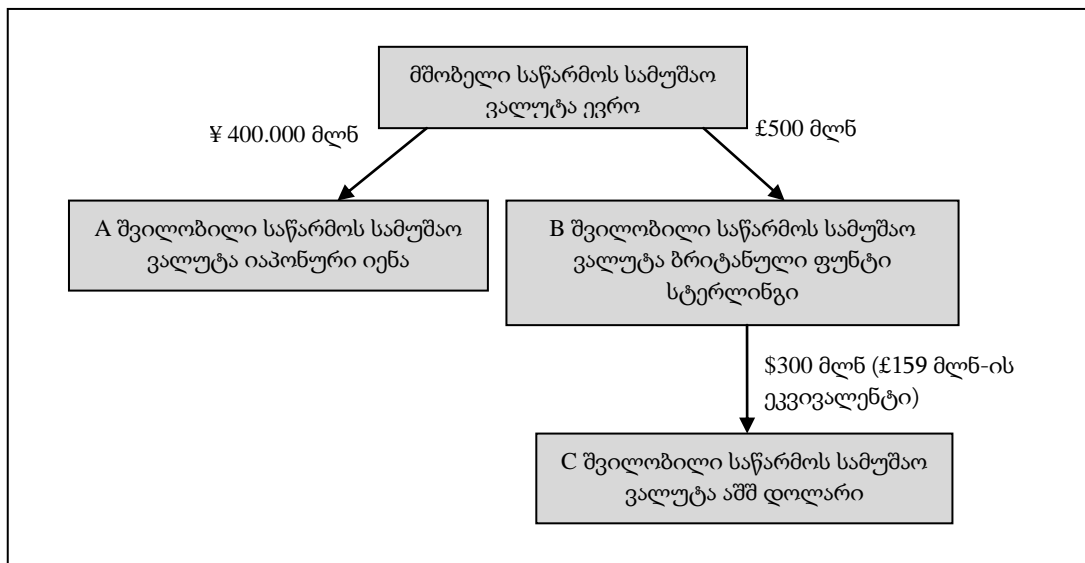 მშობელი საწარმოს სამუშაო
ვალუტა ევრო
¥ 400.000 მლნ
£500 მლნ
A შვილობილი საწარმოს სამუშაო
ვალუტა იაპონური იენა
B შვილობილი საწარმოს სამუშაო
ვალუტა ბრიტანული ფუნტი
სტერლინგი
$300 მლნ (£159 მლნ-ის
ეკვივალენტი)
C შვილობილი საწარმოს სამუშაო
ვალუტა აშშ დოლარი